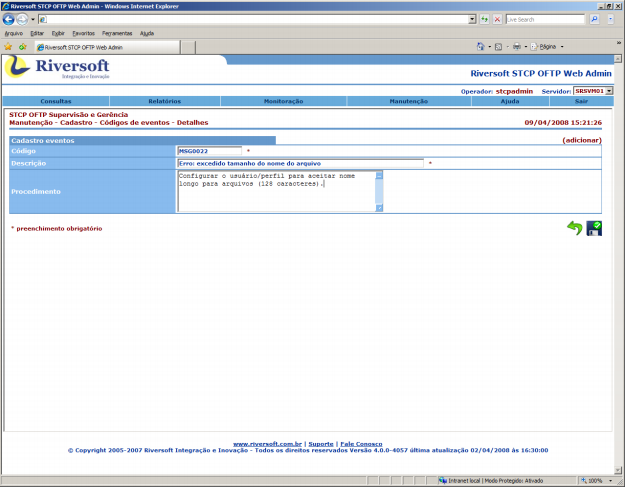 Riversoft STCP OFTP Web Admin - Windows Internet Explorer
Live Search
Arquivo Editar Exibir Favoritos Ferramentas Ajuda
Riversoft STCP OFTP Web Admin
Página
Riversoft
Integração e Inovação
Riversoft STCP OFTP Web Admin
Operador: stcpadmin Servidor: SRSVM01
Consultas Relatórios Monitoração Manutenção Ajuda Sair
STCP OFTP Supervisão e Gerência
Manutenção - Cadastro - Códigos de eventos - Detalhes 09/04/2008 15:21:26
Cadastro eventos (adicionar)
Código MSG0022 *
Descrição Erro: excedido tamanho do nome do arquivo *
Procedimento Configurar o usuário/perfil para aceitar nome
longo para arquivos (128 caracteres).
* preenchimento obrigatório
www.riversoft.com.br | Suporte | Fale Conosco
© Copyright 2005-2007 Riversoft Integração e Inovação - Todos os direitos reservados Versão 4.0.0-4057 última atualização 02/04/2008 às 16:30:00
Intranet local | Modo Protegido: Ativado 100%